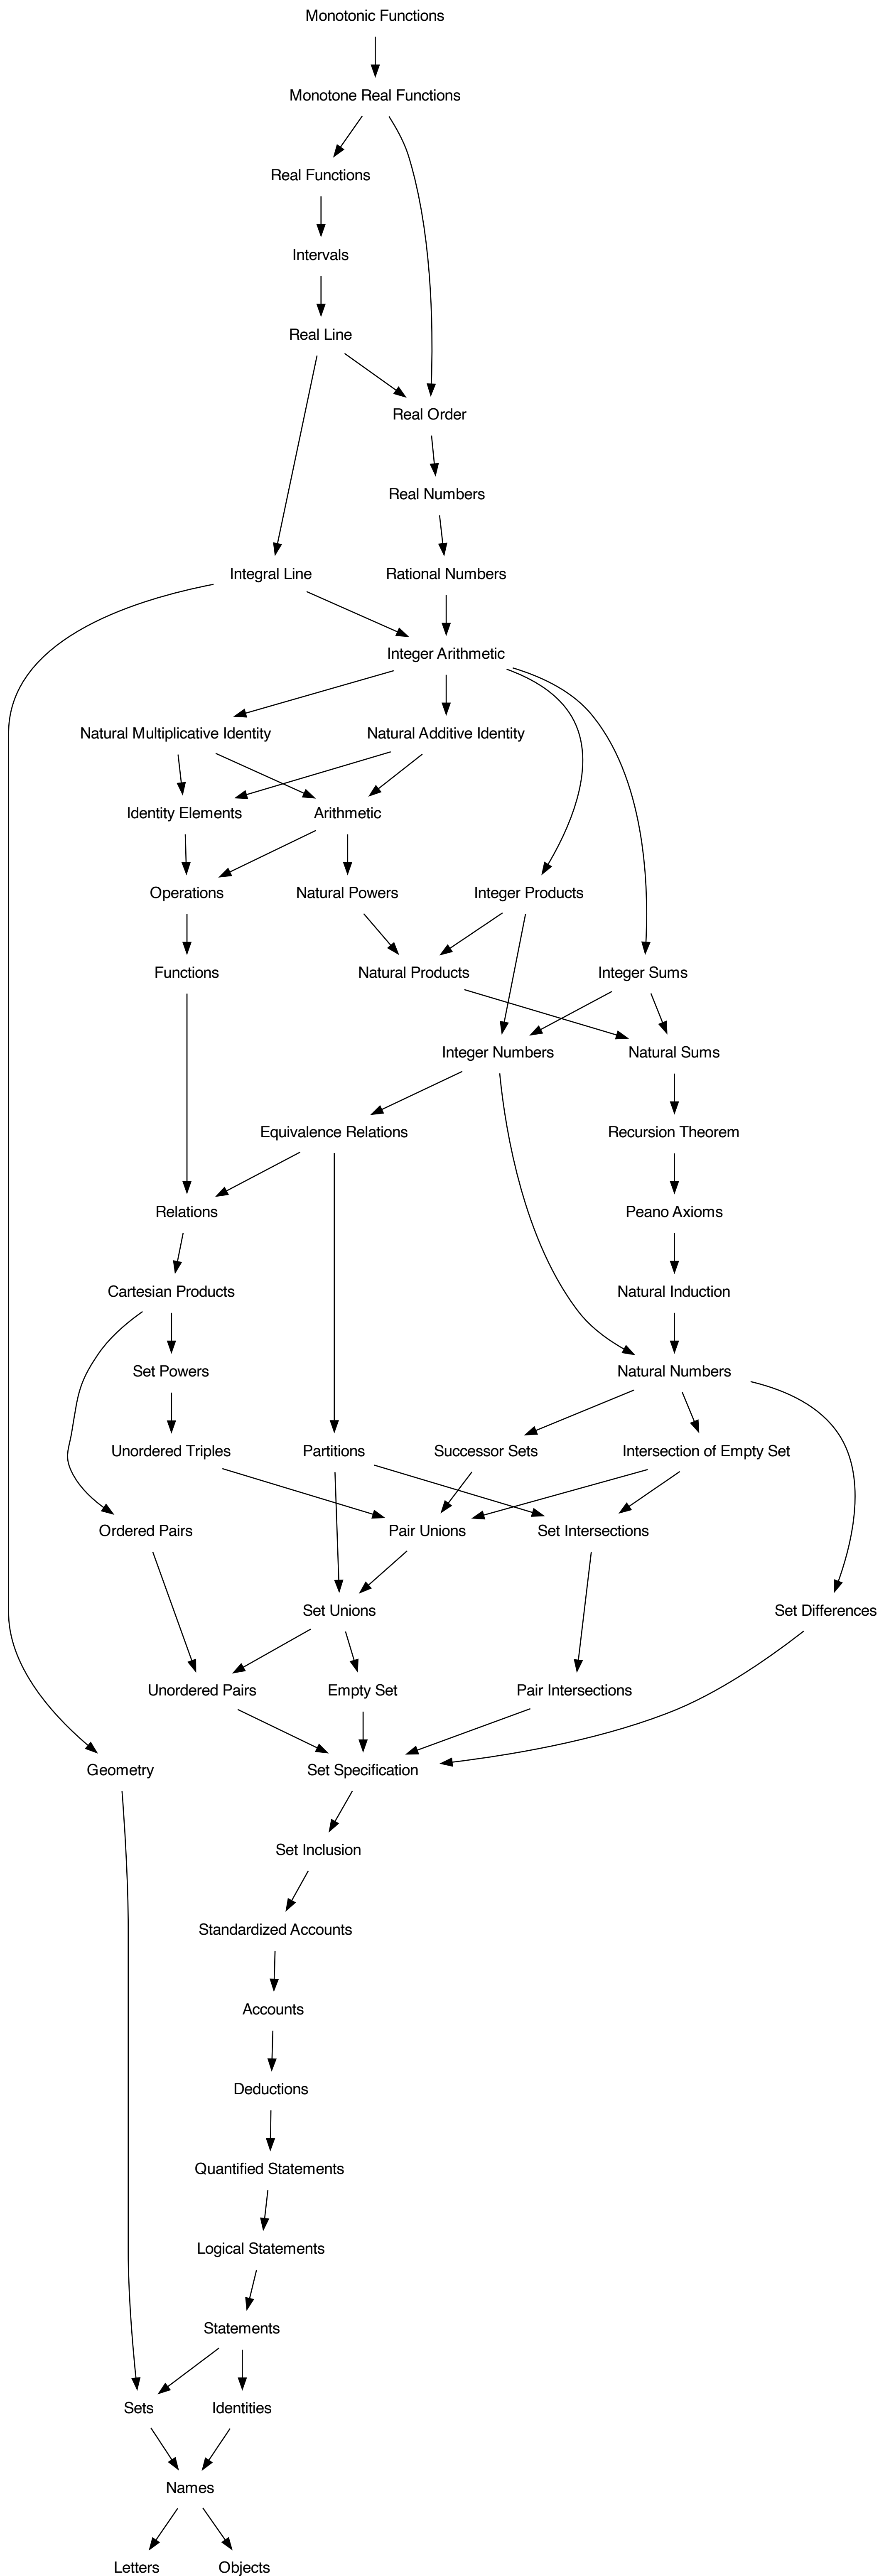 Monotonic Functions
Monotone Real Functions
Real Functions
Intervals
Real Line
Real Order
Real Numbers
Integral Line
Rational Numbers
Integer Arithmetic
Natural Multiplicative Identity
Natural Additive Identity
Identity Elements
Arithmetic
Operations
Natural Powers
Integer Products
Functions
Natural Products
Integer Sums
Integer Numbers
Natural Sums
Equivalence Relations
Recursion Theorem
Relations
Peano Axioms
Cartesian Products
Natural Induction
Set Powers
Natural Numbers
Unordered Triples
Partitions
Successor Sets
Intersection of Empty Set
Ordered Pairs
Pair Unions
Set Intersections
Set Unions
Set Differences
Unordered Pairs
Empty Set
Pair Intersections
Geometry
Set Specification
Set Inclusion
Standardized Accounts
Accounts
Deductions
Quantified Statements
Logical Statements
Statements
Sets
Identities
Names
Letters
Objects